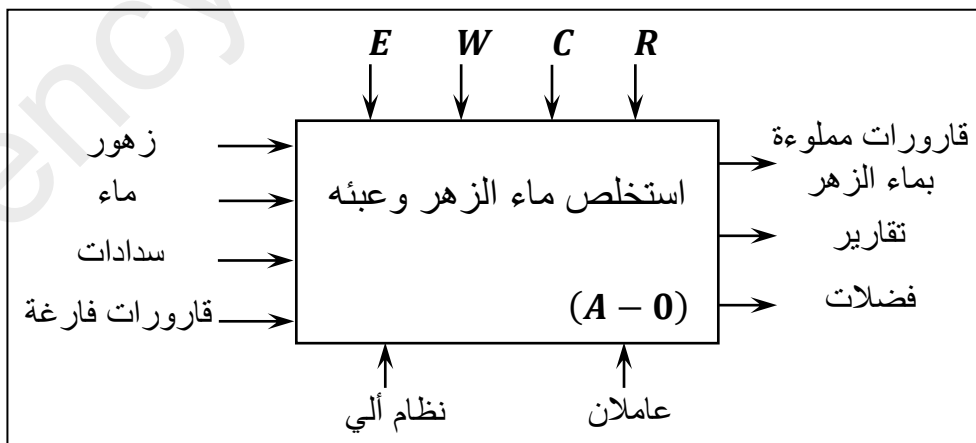 ency
E W C R
زهور
ماء
سدادات
قارورات فارغة
استخلص ماء الزهر وعبئه
(A − 0)
قارورات مملوءة
بماء الزهر
تقارير
فضلات
نظام ألي
عاملان